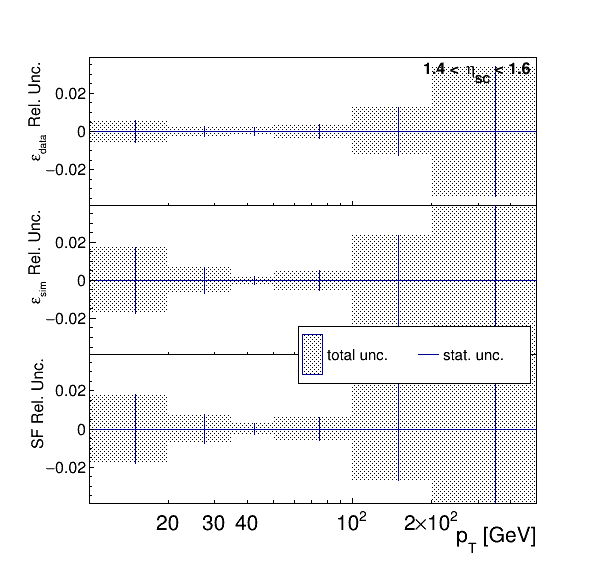 1.4 < η_SC < 1.6
ε_data Rel. Unc.
0.02
0
−0.02
ε_sim Rel. Unc.
0.02
0
−0.02
total unc.
stat. unc.
SF Rel. Unc.
0.02
0
−0.02
20 30 40 10² 2×10²
p_T [GeV]